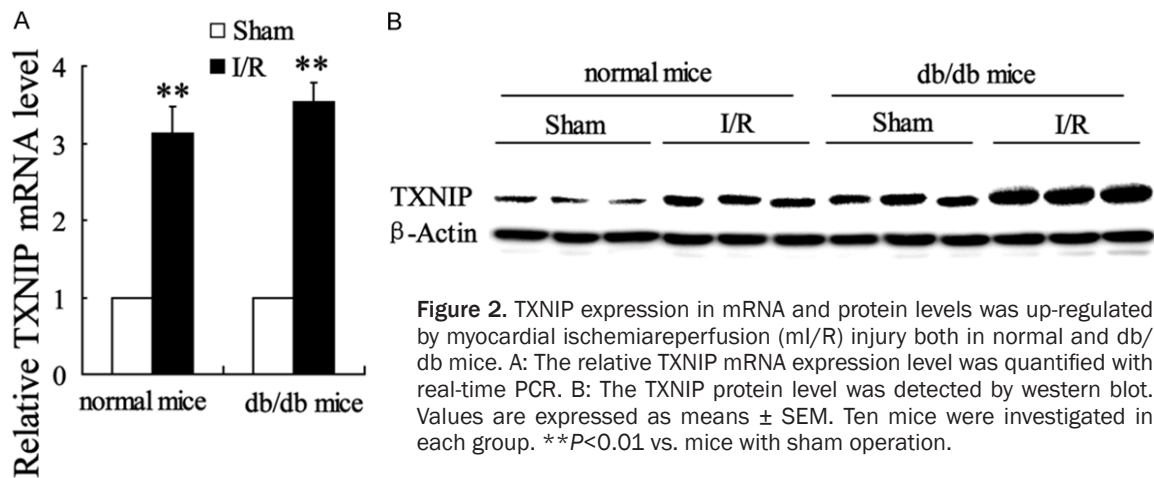 A
Relative TXNIP mRNA level
Sham
I/R
4
3
2
1
0
**
**
normal mice
db/db mice
B
normal mice
db/db mice
Sham
I/R
Sham
I/R
TXNIP
β-Actin
Figure 2. TXNIP expression in mRNA and protein levels was up-regulated
by myocardial ischemiareperfusion (mI/R) injury both in normal and db/
db mice. A: The relative TXNIP mRNA expression level was quantified with
real-time PCR. B: The TXNIP protein level was detected by western blot.
Values are expressed as means ± SEM. Ten mice were investigated in
each group. **P<0.01 vs. mice with sham operation.